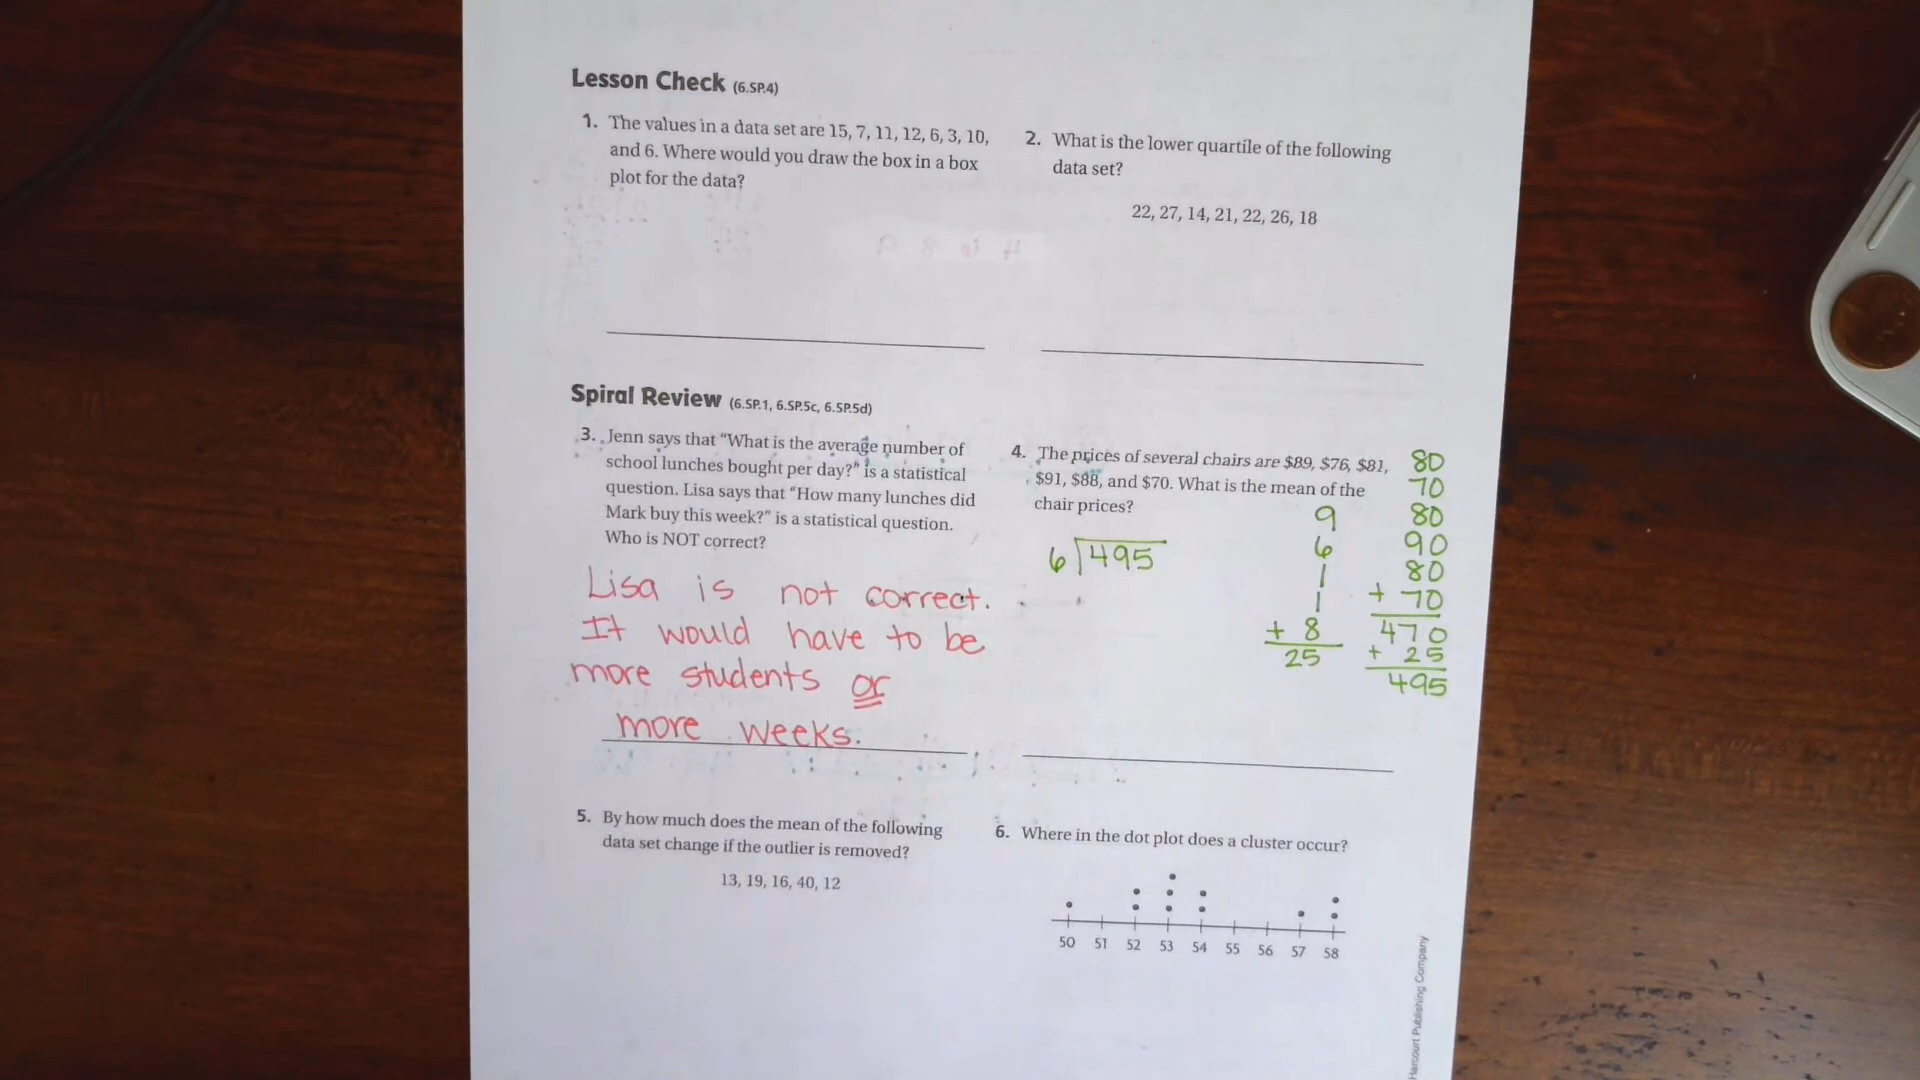 Lesson Check (6.SP.4)
1. The values in a data set are 15, 7, 11, 12, 6, 3, 10,
and 6. Where would you draw the box in a box
plot for the data?
2. What is the lower quartile of the following
data set?
22, 27, 14, 21, 22, 26, 18
Spiral Review (6.SP.1, 6.SP.5c, 6.SP.5d)
3. Jenn says that “What is the average number of
school lunches bought per day?” is a statistical
question. Lisa says that “How many lunches did
Mark buy this week?” is a statistical question.
Who is NOT correct?
Lisa is not correct.
It would have to be
more students or
more weeks.
4. The prices of several chairs are $89, $76, $81,
$91, $88, and $70. What is the mean of the
chair prices?
6 495
9
6
1
1
+ 8
25
80
70
80
90
80
+ 70
470
+ 25
495
5. By how much does the mean of the following
data set change if the outlier is removed?
13, 19, 16, 40, 12
6. Where in the dot plot does a cluster occur?
50 51 52 53 54 55 56 57 58
Harcourt Publishing Company